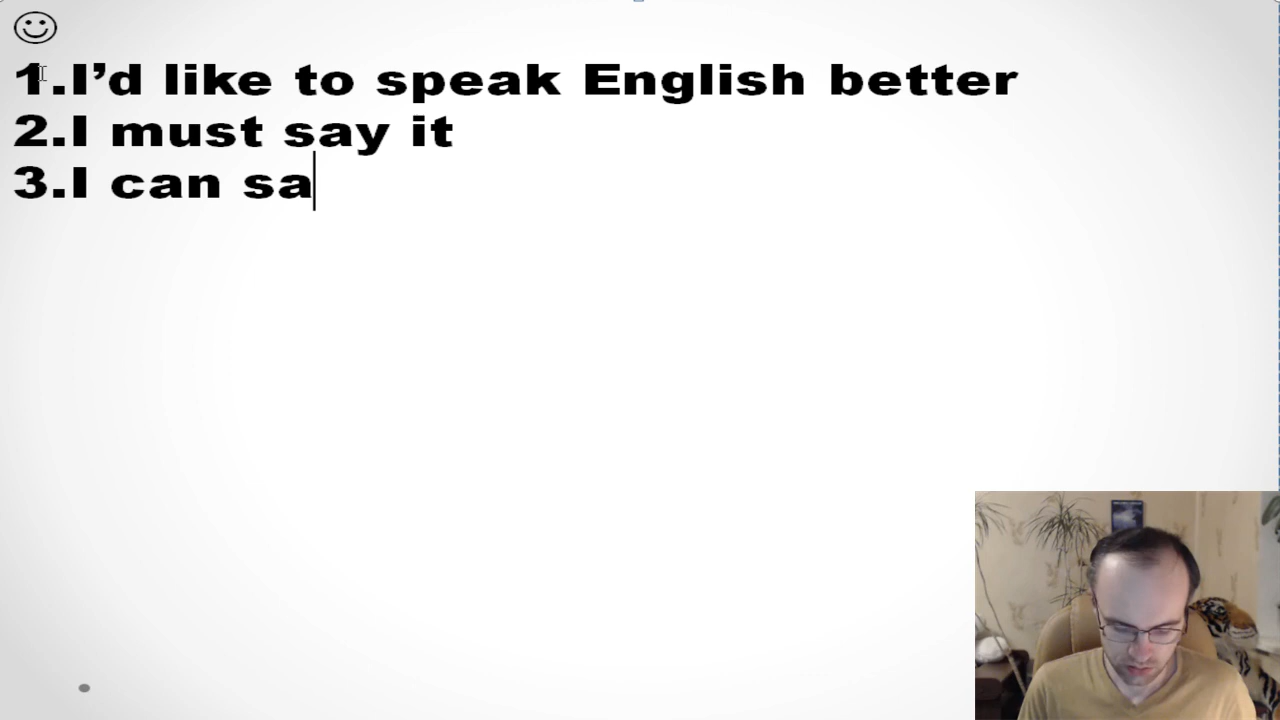 1.I’d like to speak English better
2.I must say it
3.I can sa